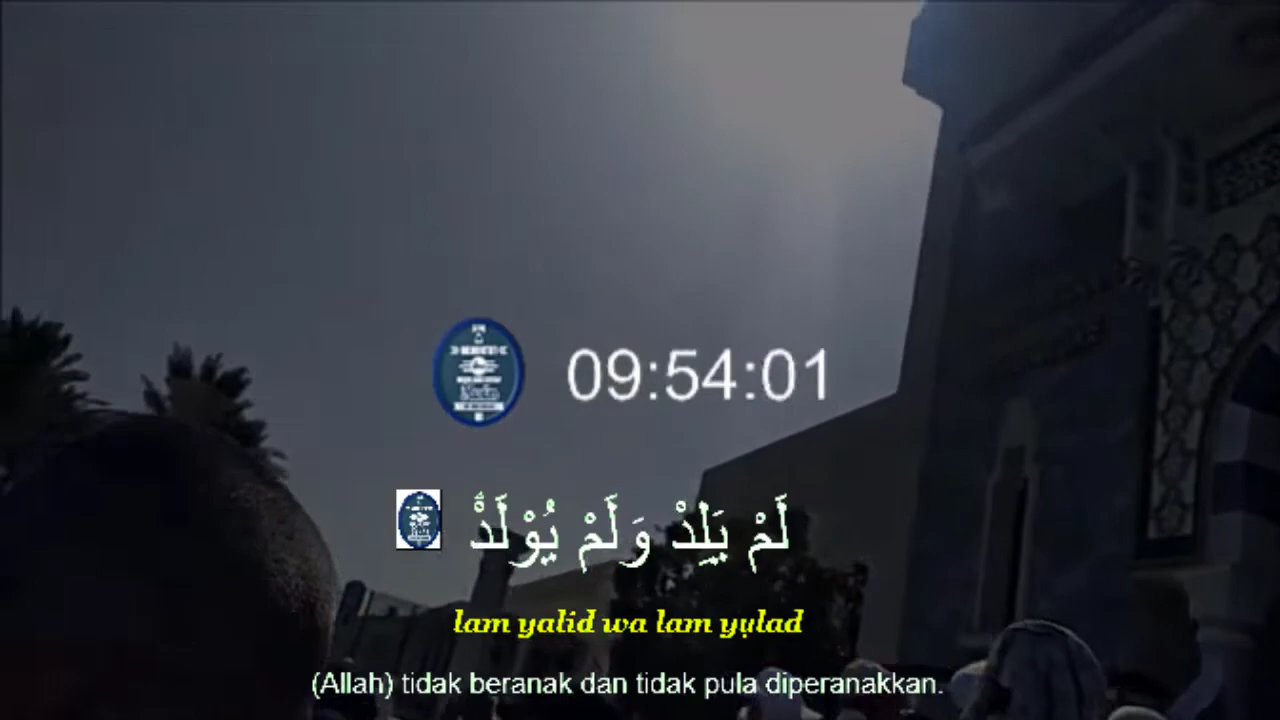 09:54:01
لَمْ يَلِدْ وَلَمْ يُوْلَدْۙ
lam yalid wa lam yụlad
(Allah) tidak beranak dan tidak pula diperanakkan.